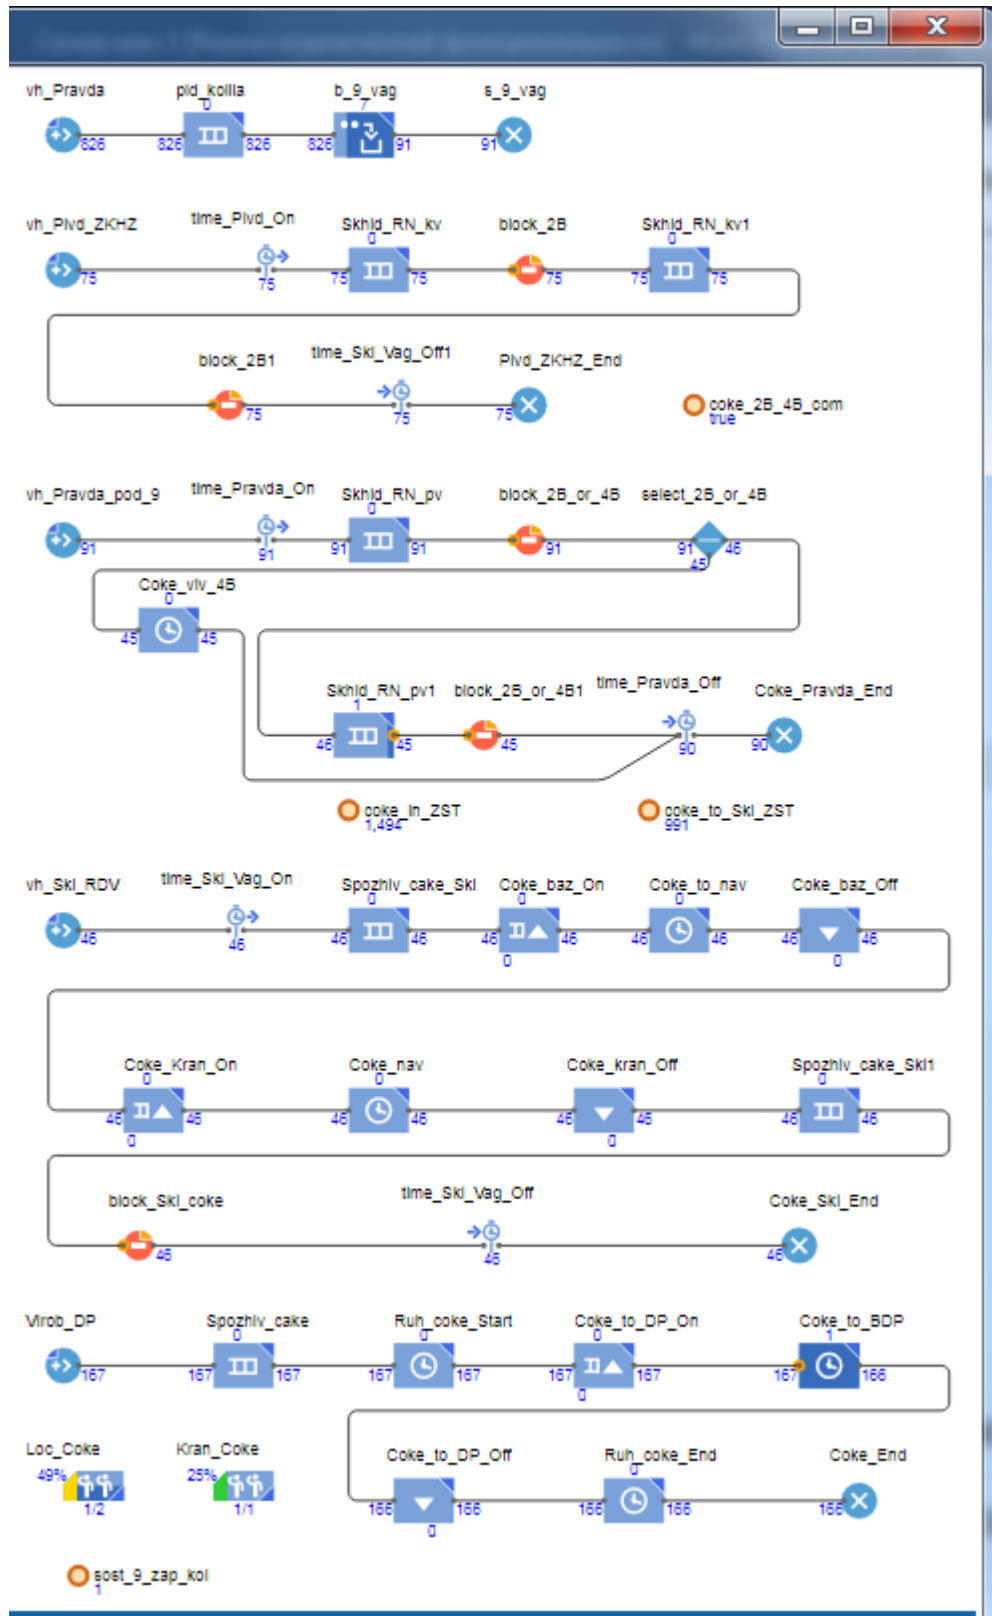 vh_Pravda pid_kolila b_9_vag s_9_vag
0 7
826 826 826 826 91 91
vh_Pivd_ZKHZ time_Pivd_On Skhid_RN_kv block_2B Skhid_RN_kv1
0 0
75 75 75 75 75 75 75
block_2B1 time_Skl_Vag_Off1 Pivd_ZKHZ_End
75 75 75
coke_2B_4B_com
true
vh_Pravda_pod_9 time_Pravda_On Skhid_RN_pv block_2B_or_4B select_2B_or_4B
0
91 91 91 91 91 91 46
45
Coke_viv_4B
0
45 45
Skhid_RN_pv1 block_2B_or_4B1 time_Pravda_Off Coke_Pravda_End
1
46 45 45 90 90
coke_in_ZST coke_to_Skl_ZST
1,494 991
vh_Skl_RDV time_Skl_Vag_On Spozhiv_cake_Skl Coke_baz_On Coke_to_nav Coke_baz_Off
0 0 0
46 46 46 46 46 46 46 46 46 46
0 0
Coke_Kran_On Coke_nav Coke_kran_Off Spozhiv_cake_Skl1
0 0 0
46 46 46 46 46 46 46 46
0 0
block_Skl_coke time_Skl_Vag_Off Coke_Skl_End
46 46 46
Virob_DP Spozhiv_cake Ruh_coke_Start Coke_to_DP_On Coke_to_BDP
0 0 0 1
167 167 167 167 167 167 167 167 166
0
Loc_Coke Kran_Coke Coke_to_DP_Off Ruh_coke_End Coke_End
49% 25% 0
1/2 1/1 166 166 166 166 166
0
sost_9_zap_kol
1